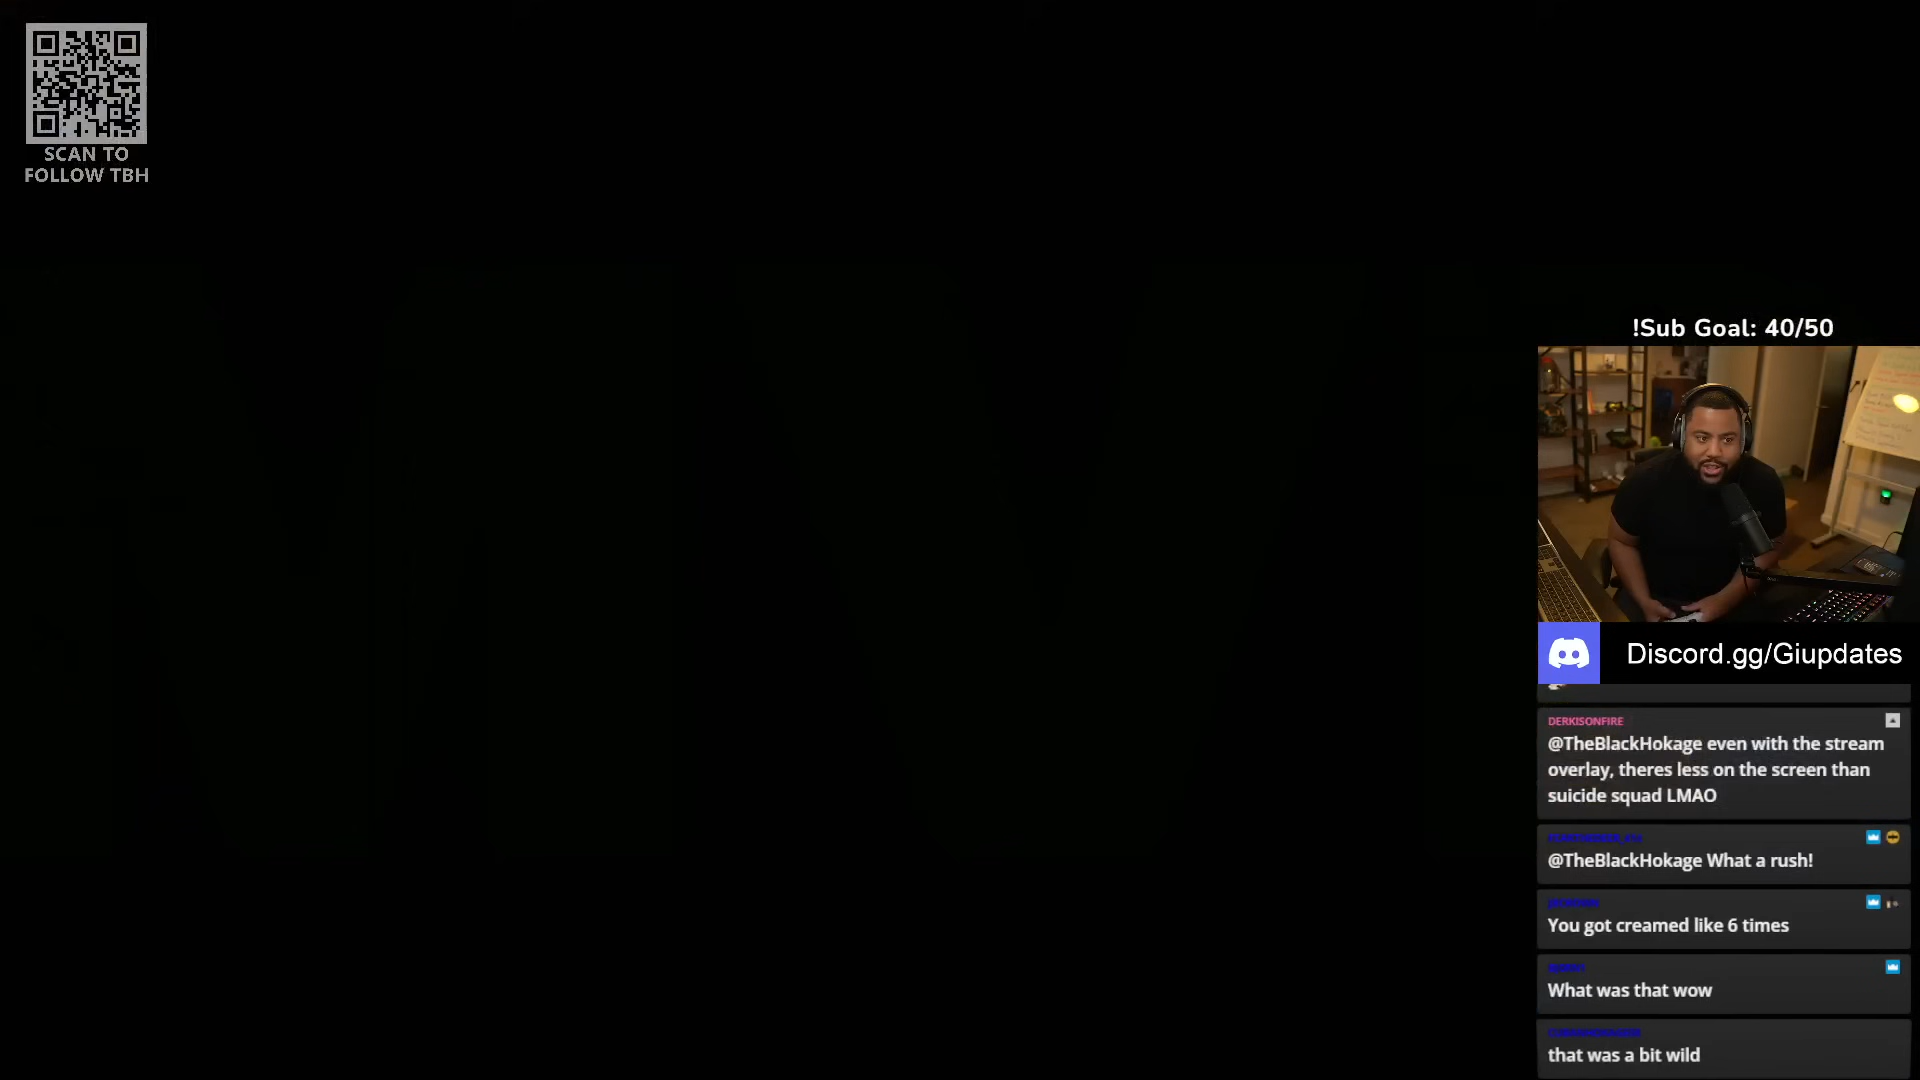 SCAN TO
FOLLOW TBH
!Sub Goal: 40/50
Discord.gg/Giupdates
DERKISONFIRE
@TheBlackHokage even with the stream
overlay, theres less on the screen than
suicide squad LMAO
@TheBlackHokage What a rush!
You got creamed like 6 times
What was that wow
that was a bit wild